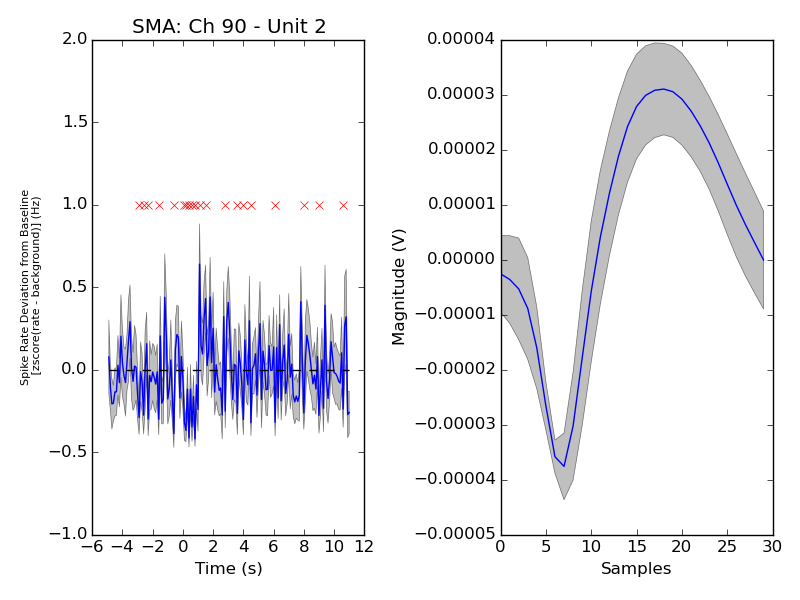 SMA: Ch 90 - Unit 2
2.0
1.5
1.0
0.5
0.0
−0.5
−1.0
−6 −4 −2 0 2 4 6 8 10 12
Time (s)
Spike Rate Deviation from Baseline
[zscore(rate - background)] (Hz)
0.00004
0.00003
0.00002
0.00001
0.00000
−0.00001
−0.00002
−0.00003
−0.00004
−0.00005
0 5 10 15 20 25 30
Samples
Magnitude (V)